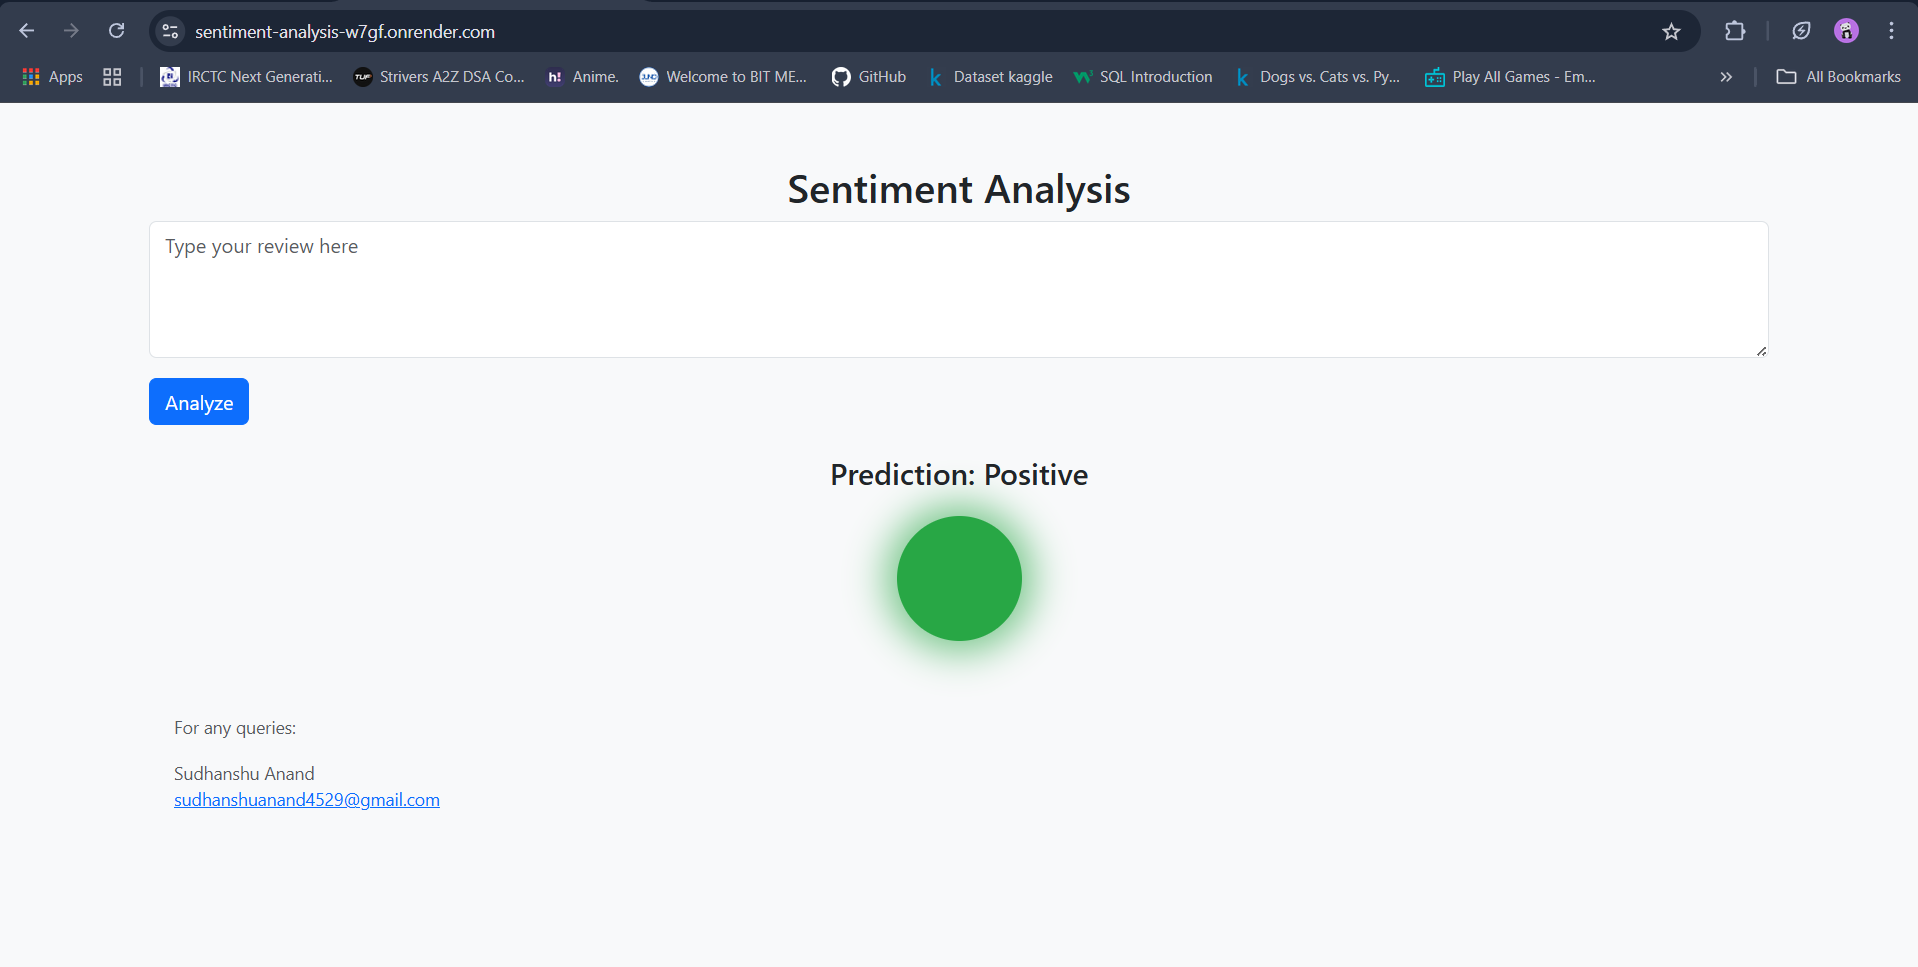 sentiment-analysis-w7gf.onrender.com
Apps IRCTC Next Generati... TUF Strivers A2Z DSA Co... h! Anime. Welcome to BIT ME... GitHub k Dataset kaggle SQL Introduction k Dogs vs. Cats vs. Py... Play All Games - Em... » All Bookmarks
Sentiment Analysis
Type your review here
Analyze
Prediction: Positive
For any queries:
Sudhanshu Anand
sudhanshuanand4529@gmail.com